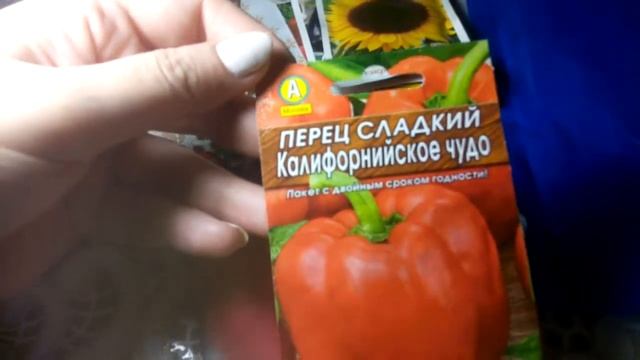 А
ПЕРЕЦ СЛАДКИЙ
Калифорнийское чудо
Пакет с двойным сроком годности!